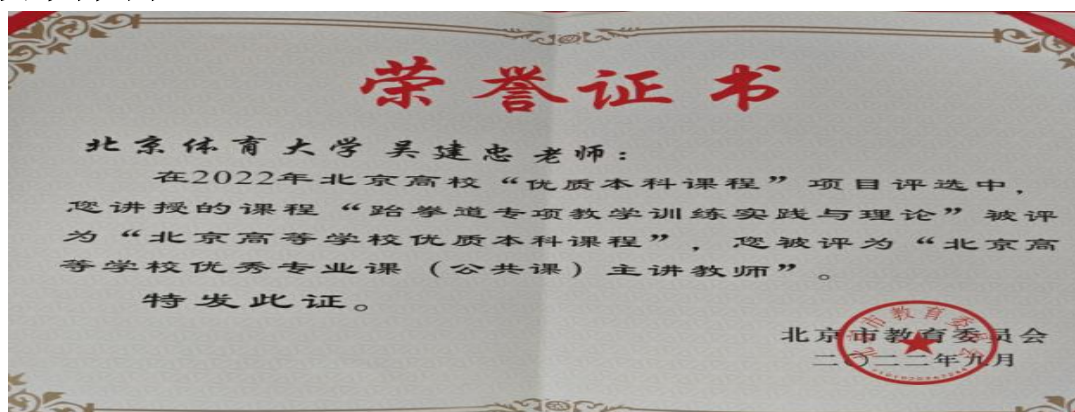 荣誉证书
北京体育大学吴建忠老师：
在2022年北京高校“优质本科课程”项目评选中，
您讲授的课程“跆拳道专项教学训练实践与理论”被评
为“北京高等学校优质本科课程”，您被评为“北京高
等学校优秀专业课（公共课）主讲教师”。
特发此证。
北京市教育委员会
二〇二二年九月